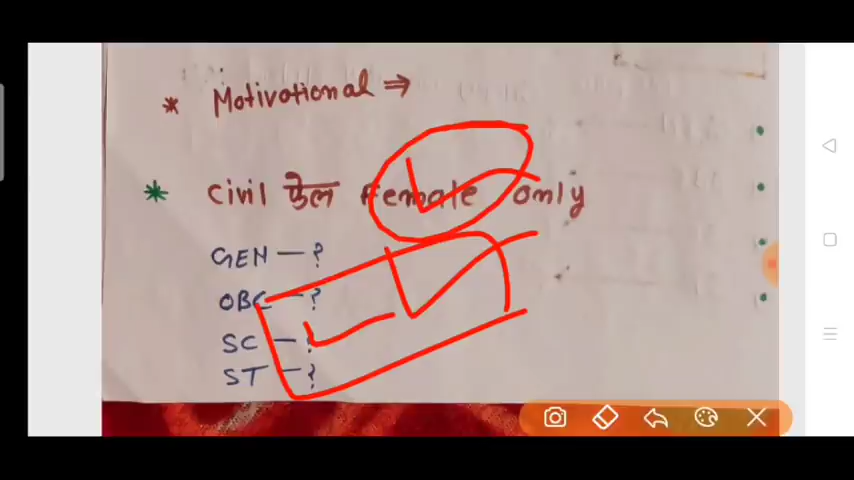 * Motivational ⇒
* Civil फैल Female only
GEN — ?
OBC — ?
SC — ?
ST — ?